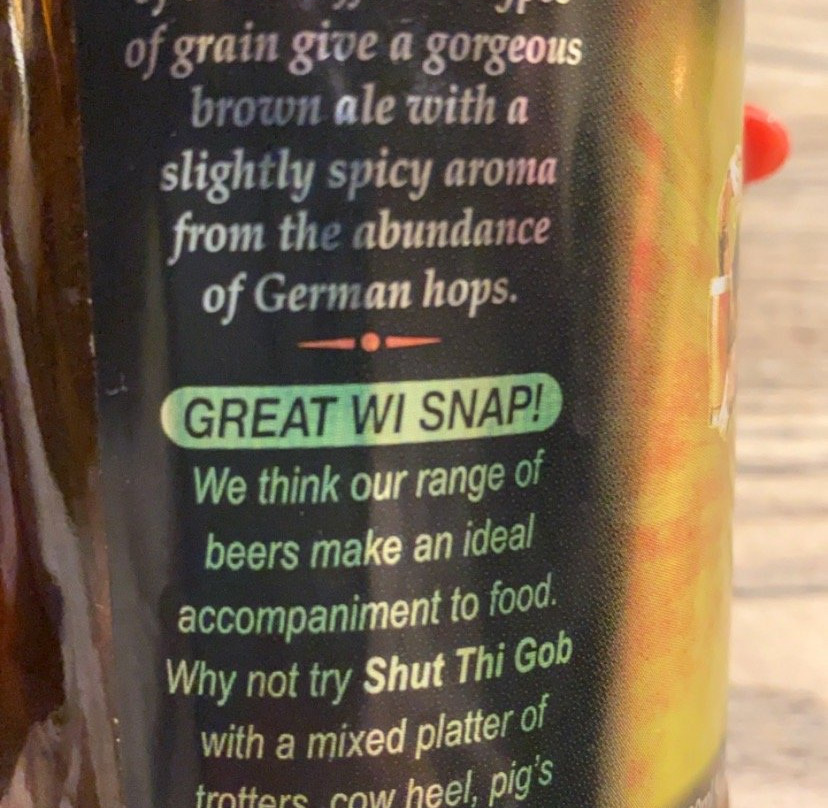 of grain give a gorgeous
brown ale with a
slightly spicy aroma
from the abundance
of German hops.
GREAT WI SNAP!
We think our range of
beers make an ideal
accompaniment to food.
Why not try Shut Thi Gob
with a mixed platter of
trotters, cow heel, pig's